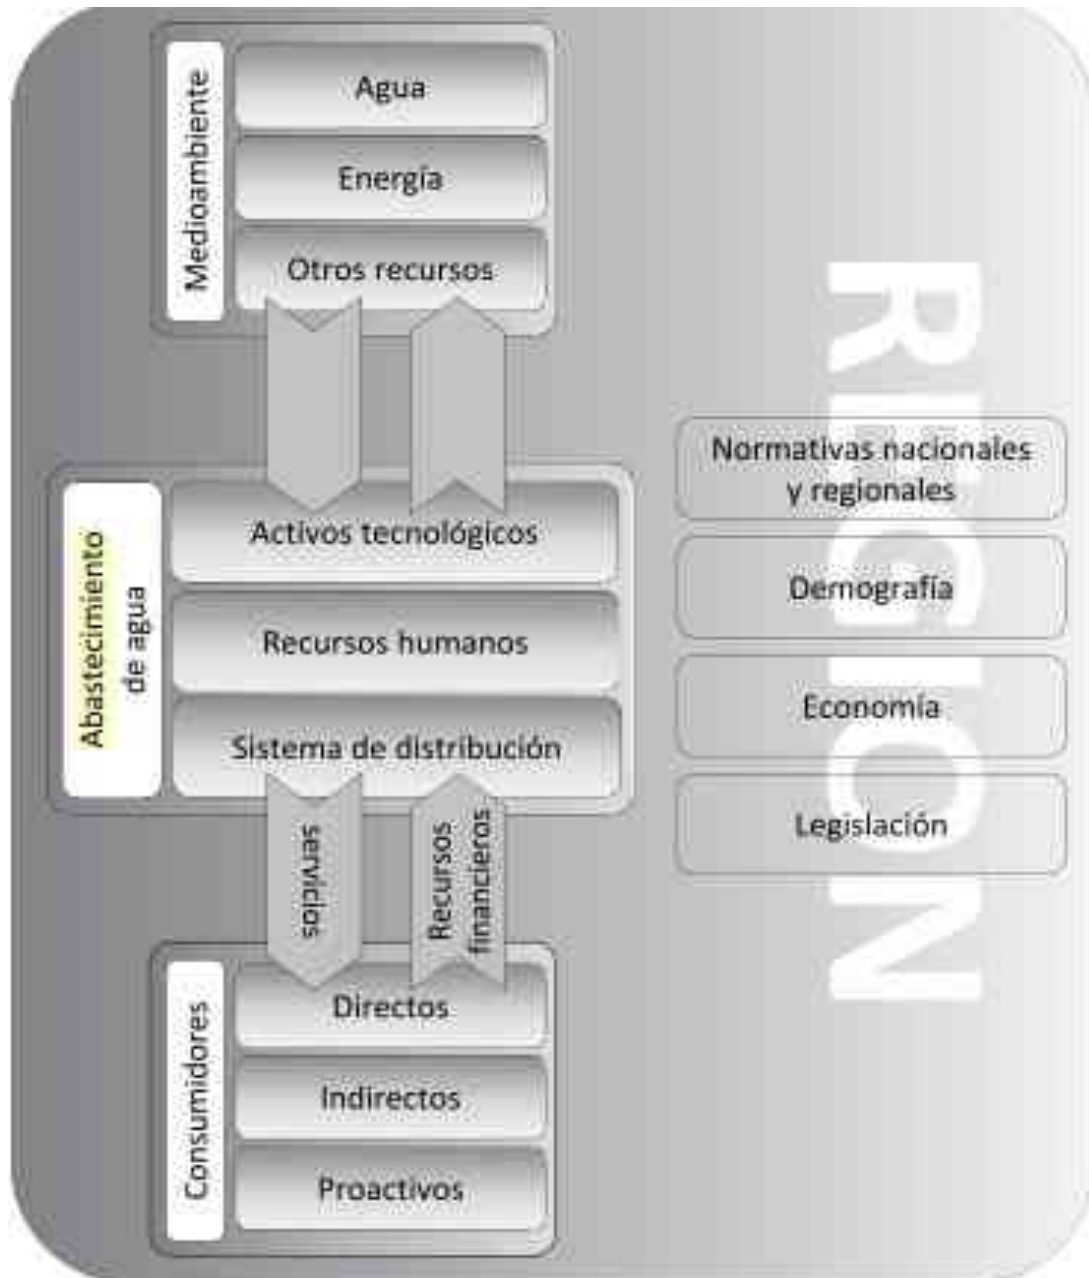 Medioambiente
Agua
Energía
Otros recursos
Abastecimiento
de agua
Activos tecnológicos
Recursos humanos
Sistema de distribución
servicios
Recursos
financieros
Consumidores
Directos
Indirectos
Proactivos
REGION
Normativas nacionales
y regionales
Demografía
Economía
Legislación